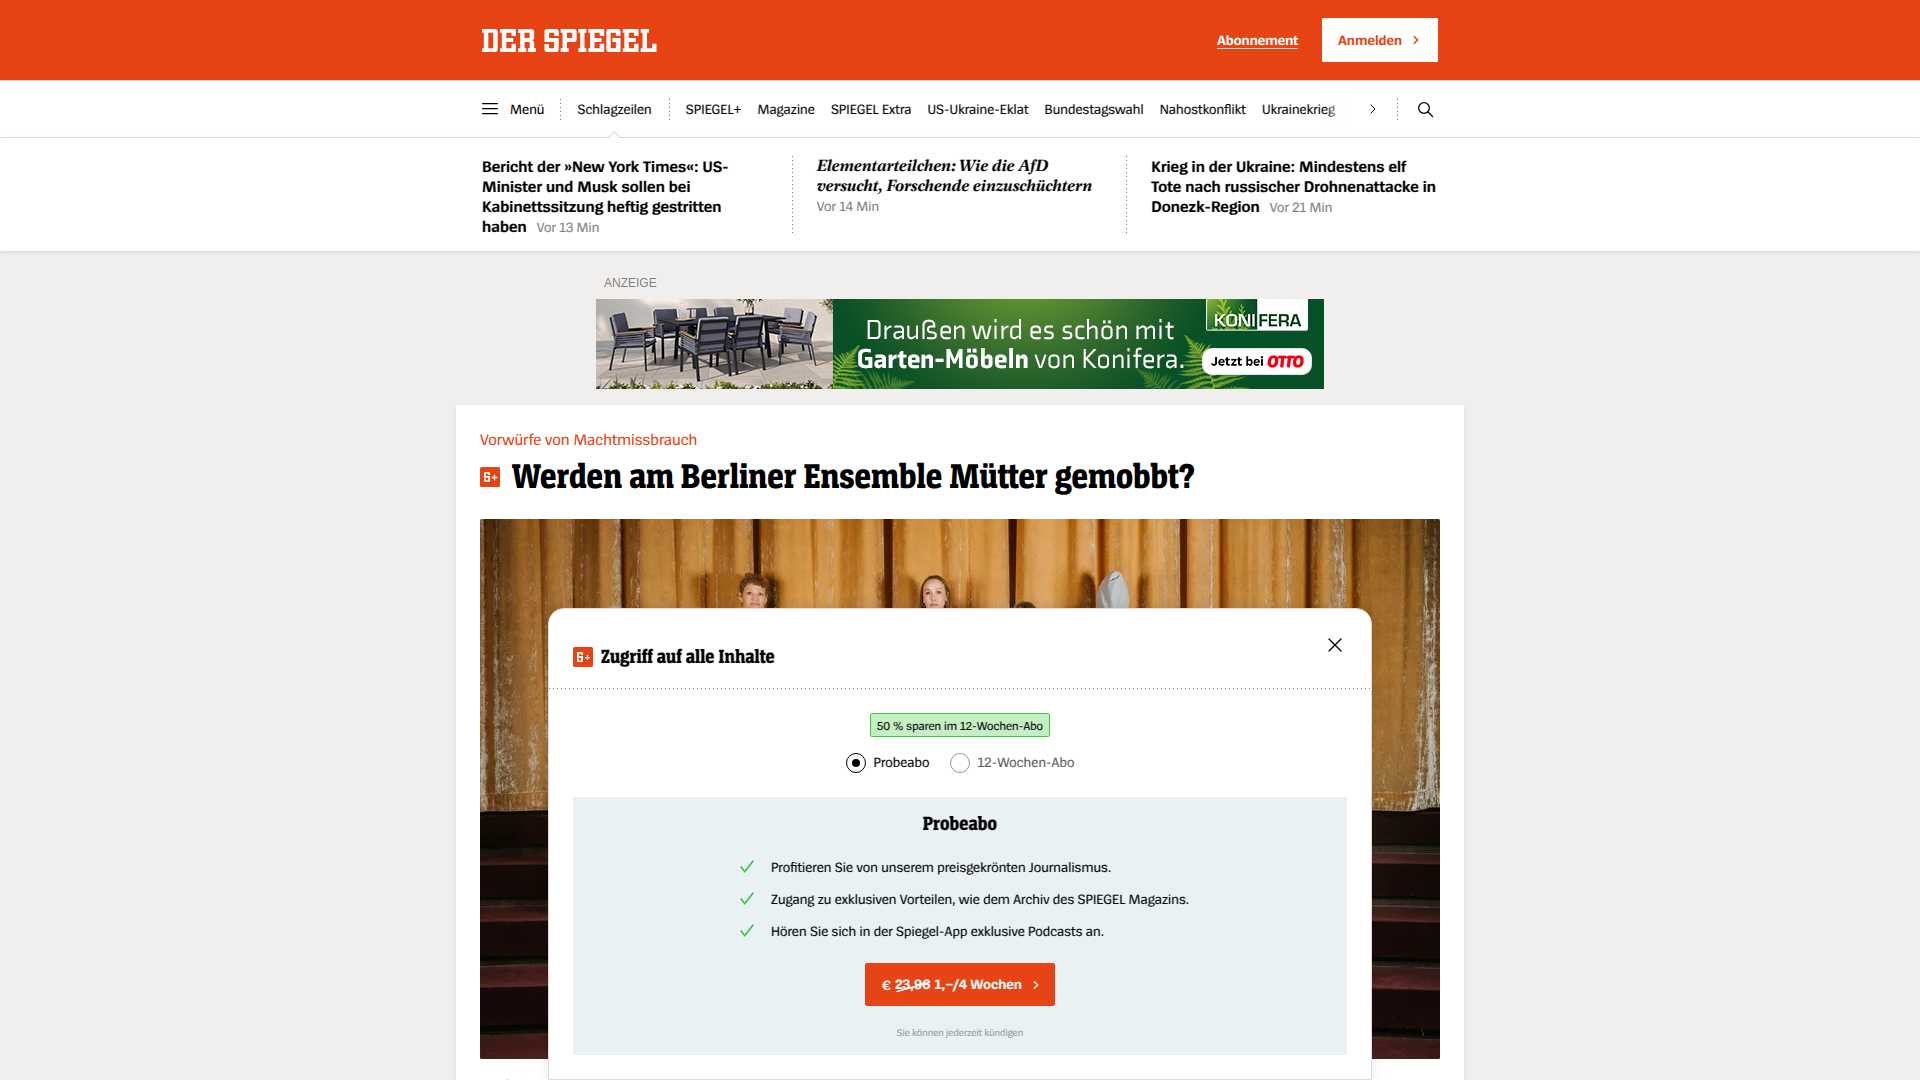 DER SPIEGEL
Abonnement
Anmelden
Menü
Schlagzeilen
SPIEGEL+
Magazine
SPIEGEL Extra
US-Ukraine-Eklat
Bundestagswahl
Nahostkonflikt
Ukrainekrieg
Bericht der »New York Times«: US-
Minister und Musk sollen bei
Kabinettssitzung heftig gestritten
haben Vor 13 Min
Elementarteilchen: Wie die AfD
versucht, Forschende einzuschüchtern
Vor 14 Min
Krieg in der Ukraine: Mindestens elf
Tote nach russischer Drohnenattacke in
Donezk-Region Vor 21 Min
ANZEIGE
Draußen wird es schön mit
Garten-Möbeln von Konifera.
KONIFERA
Jetzt bei OTTO
Vorwürfe von Machtmissbrauch
S+ Werden am Berliner Ensemble Mütter gemobbt?
S+ Zugriff auf alle Inhalte
50 % sparen im 12-Wochen-Abo
Probeabo
12-Wochen-Abo
Probeabo
Profitieren Sie von unserem preisgekrönten Journalismus.
Zugang zu exklusiven Vorteilen, wie dem Archiv des SPIEGEL Magazins.
Hören Sie sich in der Spiegel-App exklusive Podcasts an.
€ 23,96 1,–/4 Wochen
Sie können jederzeit kündigen